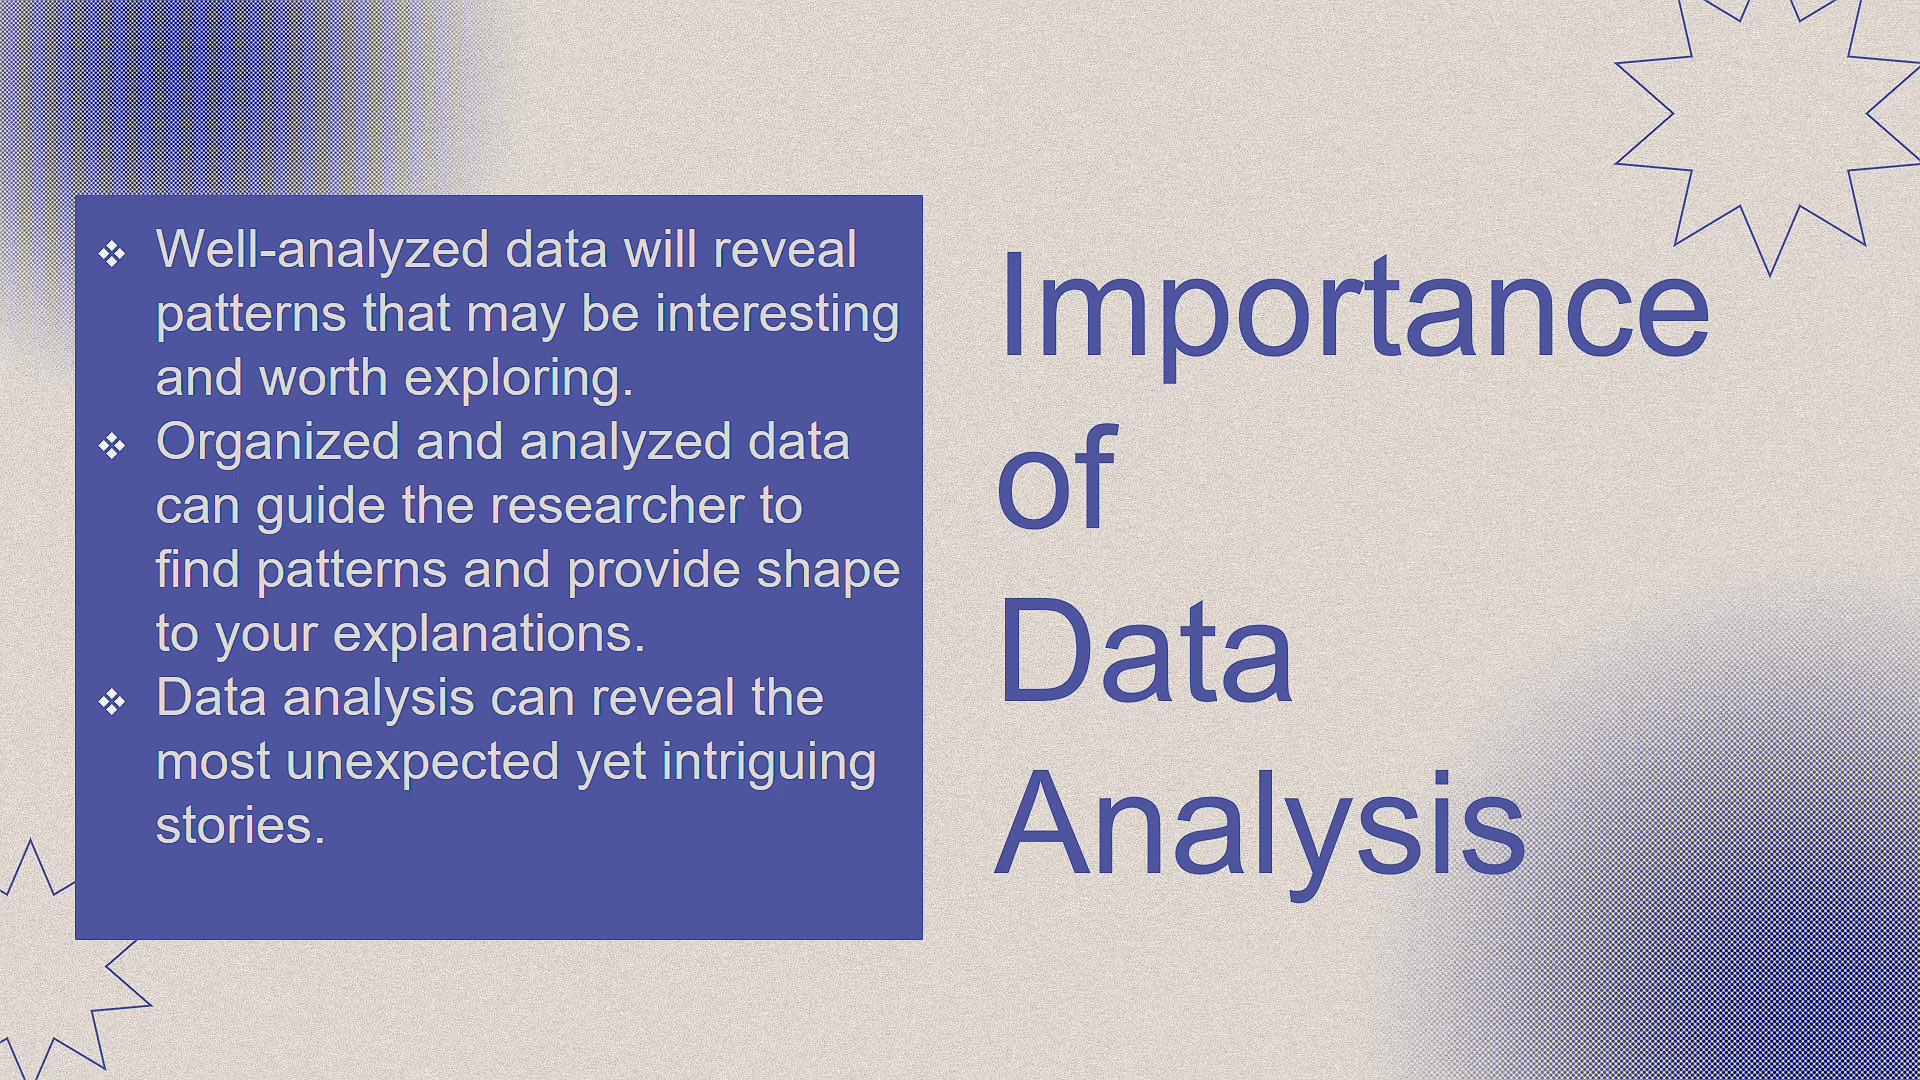 ❖ Well-analyzed data will reveal
patterns that may be interesting
and worth exploring.
❖ Organized and analyzed data
can guide the researcher to
find patterns and provide shape
to your explanations.
❖ Data analysis can reveal the
most unexpected yet intriguing
stories.
Importance
of
Data
Analysis